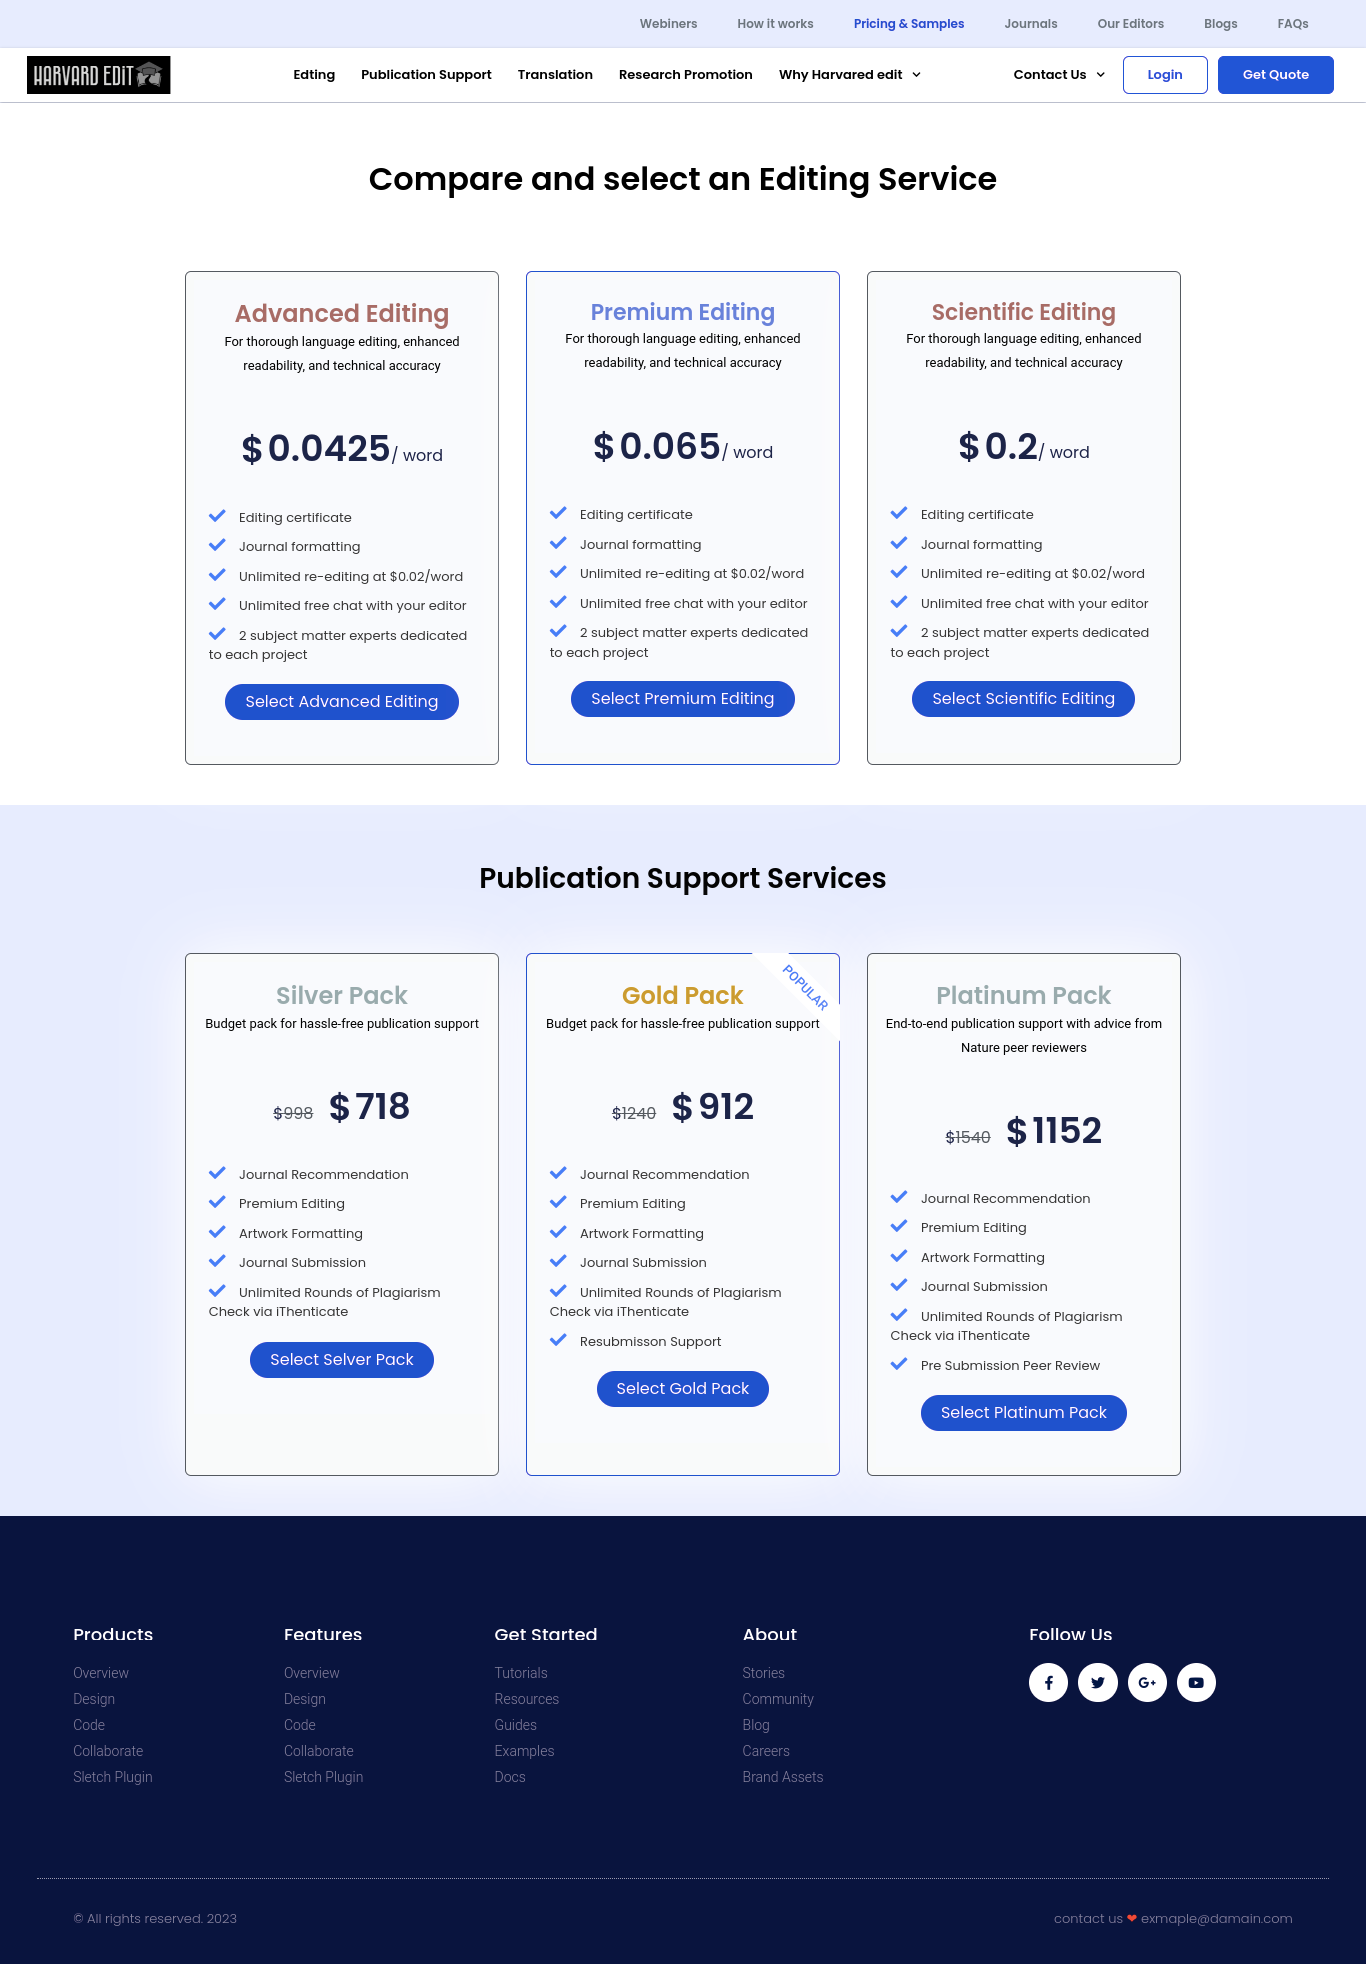 Webiners How it works Pricing & Samples Journals Our Editors Blogs FAQs
HARVARD EDIT Edting Publication Support Translation Research Promotion Why Harvared edit Contact Us Login Get Quote
Compare and select an Editing Service
Advanced Editing
For thorough language editing, enhanced
readability, and technical accuracy
$ 0.0425 / word
Editing certificate
Journal formatting
Unlimited re-editing at $0.02/word
Unlimited free chat with your editor
2 subject matter experts dedicated
to each project
Select Advanced Editing
Premium Editing
For thorough language editing, enhanced
readability, and technical accuracy
$ 0.065 / word
Editing certificate
Journal formatting
Unlimited re-editing at $0.02/word
Unlimited free chat with your editor
2 subject matter experts dedicated
to each project
Select Premium Editing
Scientific Editing
For thorough language editing, enhanced
readability, and technical accuracy
$ 0.2 / word
Editing certificate
Journal formatting
Unlimited re-editing at $0.02/word
Unlimited free chat with your editor
2 subject matter experts dedicated
to each project
Select Scientific Editing
Publication Support Services
Silver Pack
Budget pack for hassle-free publication support
$998 $ 718
Journal Recommendation
Premium Editing
Artwork Formatting
Journal Submission
Unlimited Rounds of Plagiarism
Check via iThenticate
Select Selver Pack
POPULAR
Gold Pack
Budget pack for hassle-free publication support
$1240 $ 912
Journal Recommendation
Premium Editing
Artwork Formatting
Journal Submission
Unlimited Rounds of Plagiarism
Check via iThenticate
Resubmisson Support
Select Gold Pack
Platinum Pack
End-to-end publication support with advice from
Nature peer reviewers
$1540 $ 1152
Journal Recommendation
Premium Editing
Artwork Formatting
Journal Submission
Unlimited Rounds of Plagiarism
Check via iThenticate
Pre Submission Peer Review
Select Platinum Pack
Products
Overview
Design
Code
Collaborate
Sletch Plugin
Features
Overview
Design
Code
Collaborate
Sletch Plugin
Get Started
Tutorials
Resources
Guides
Examples
Docs
About
Stories
Community
Blog
Careers
Brand Assets
Follow Us
© All rights reserved. 2023
contact us ❤ exmaple@damain.com